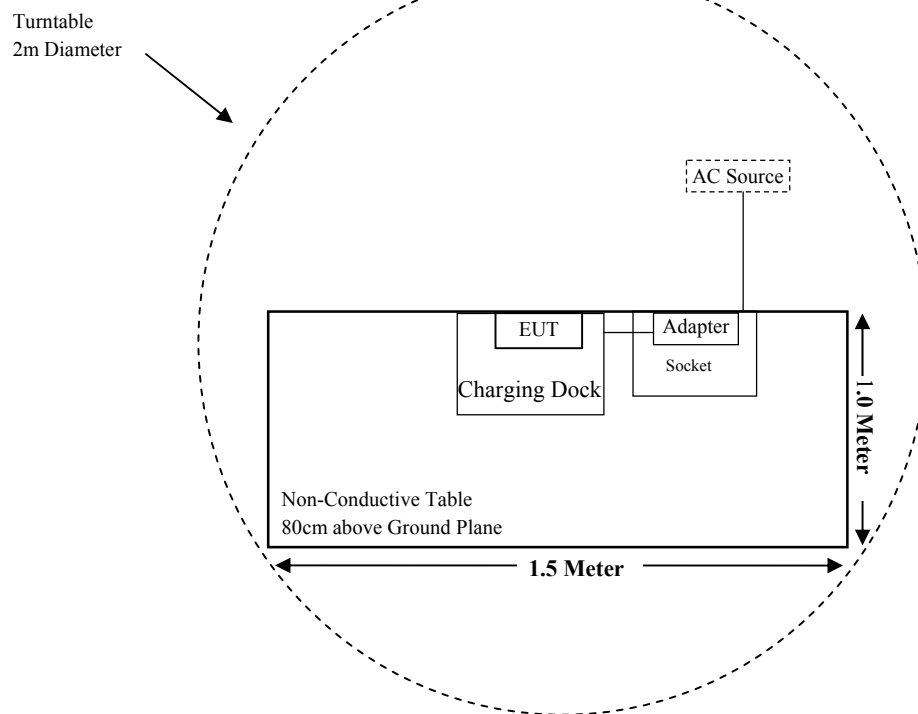 Turntable
2m Diameter
AC Source
EUT
Adapter
Socket
Charging Dock
1.0 Meter
Non-Conductive Table
80cm above Ground Plane
1.5 Meter